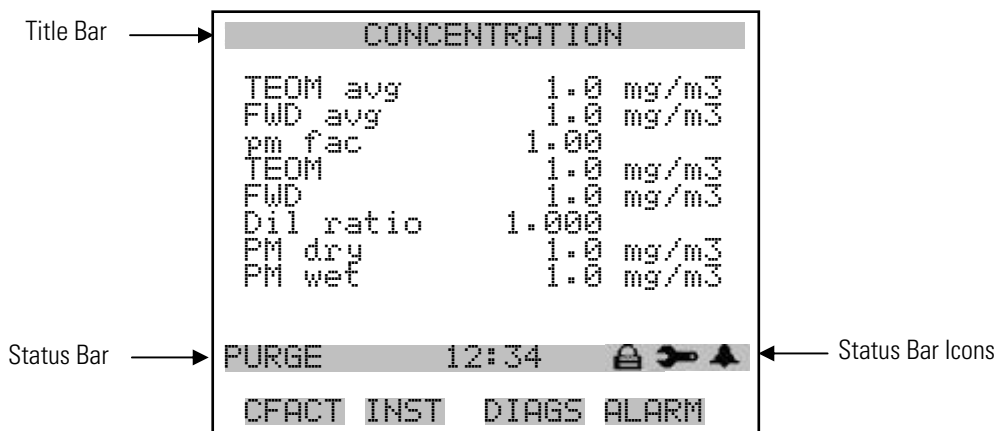 Title Bar
CONCENTRATION
TEOM avg 1.0 mg/m3
FWD avg 1.0 mg/m3
pm fac 1.00
TEOM 1.0 mg/m3
FWD 1.0 mg/m3
Dil ratio 1.000
PM dry 1.0 mg/m3
PM wet 1.0 mg/m3
Status Bar
PURGE 12:34
Status Bar Icons
CFACT INST DIAGS ALARM